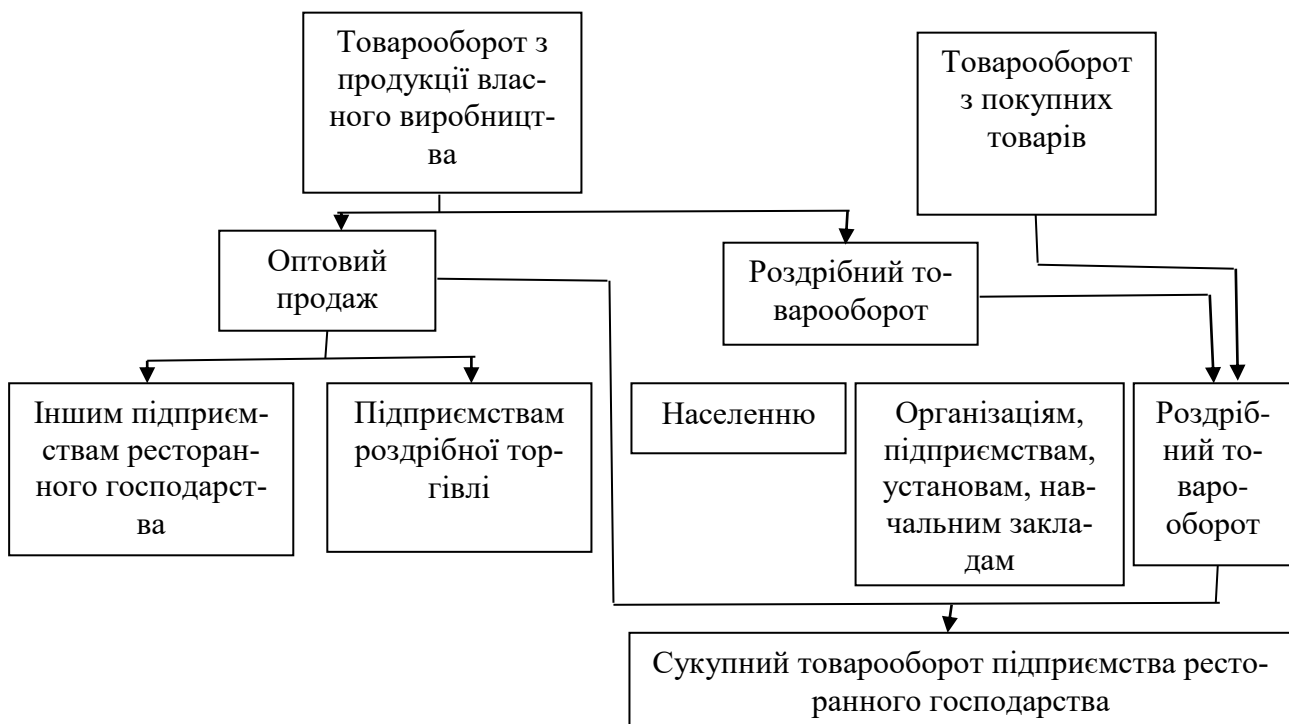 Товарооборот з
продукції влас-
ного виробницт-
ва
Товарооборот
з покупних
товарів
Оптовий
продаж
Роздрібний то-
варооборот
Іншим підприєм-
ствам ресторан-
ного господарст-
ва
Підприємствам
роздрібної тор-
гівлі
Населенню
Організаціям,
підприємствам,
установам, нав-
чальним закла-
дам
Роздріб-
ний то-
варо-
оборот
Сукупний товарооборот підприємства ресто-
ранного господарства